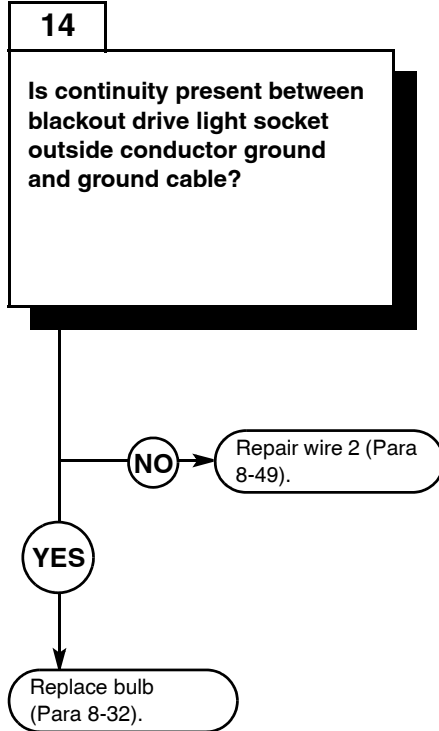 14
Is continuity present between
blackout drive light socket
outside conductor ground
and ground cable?
NO
Repair wire 2 (Para
8-49).
YES
Replace bulb
(Para 8-32).